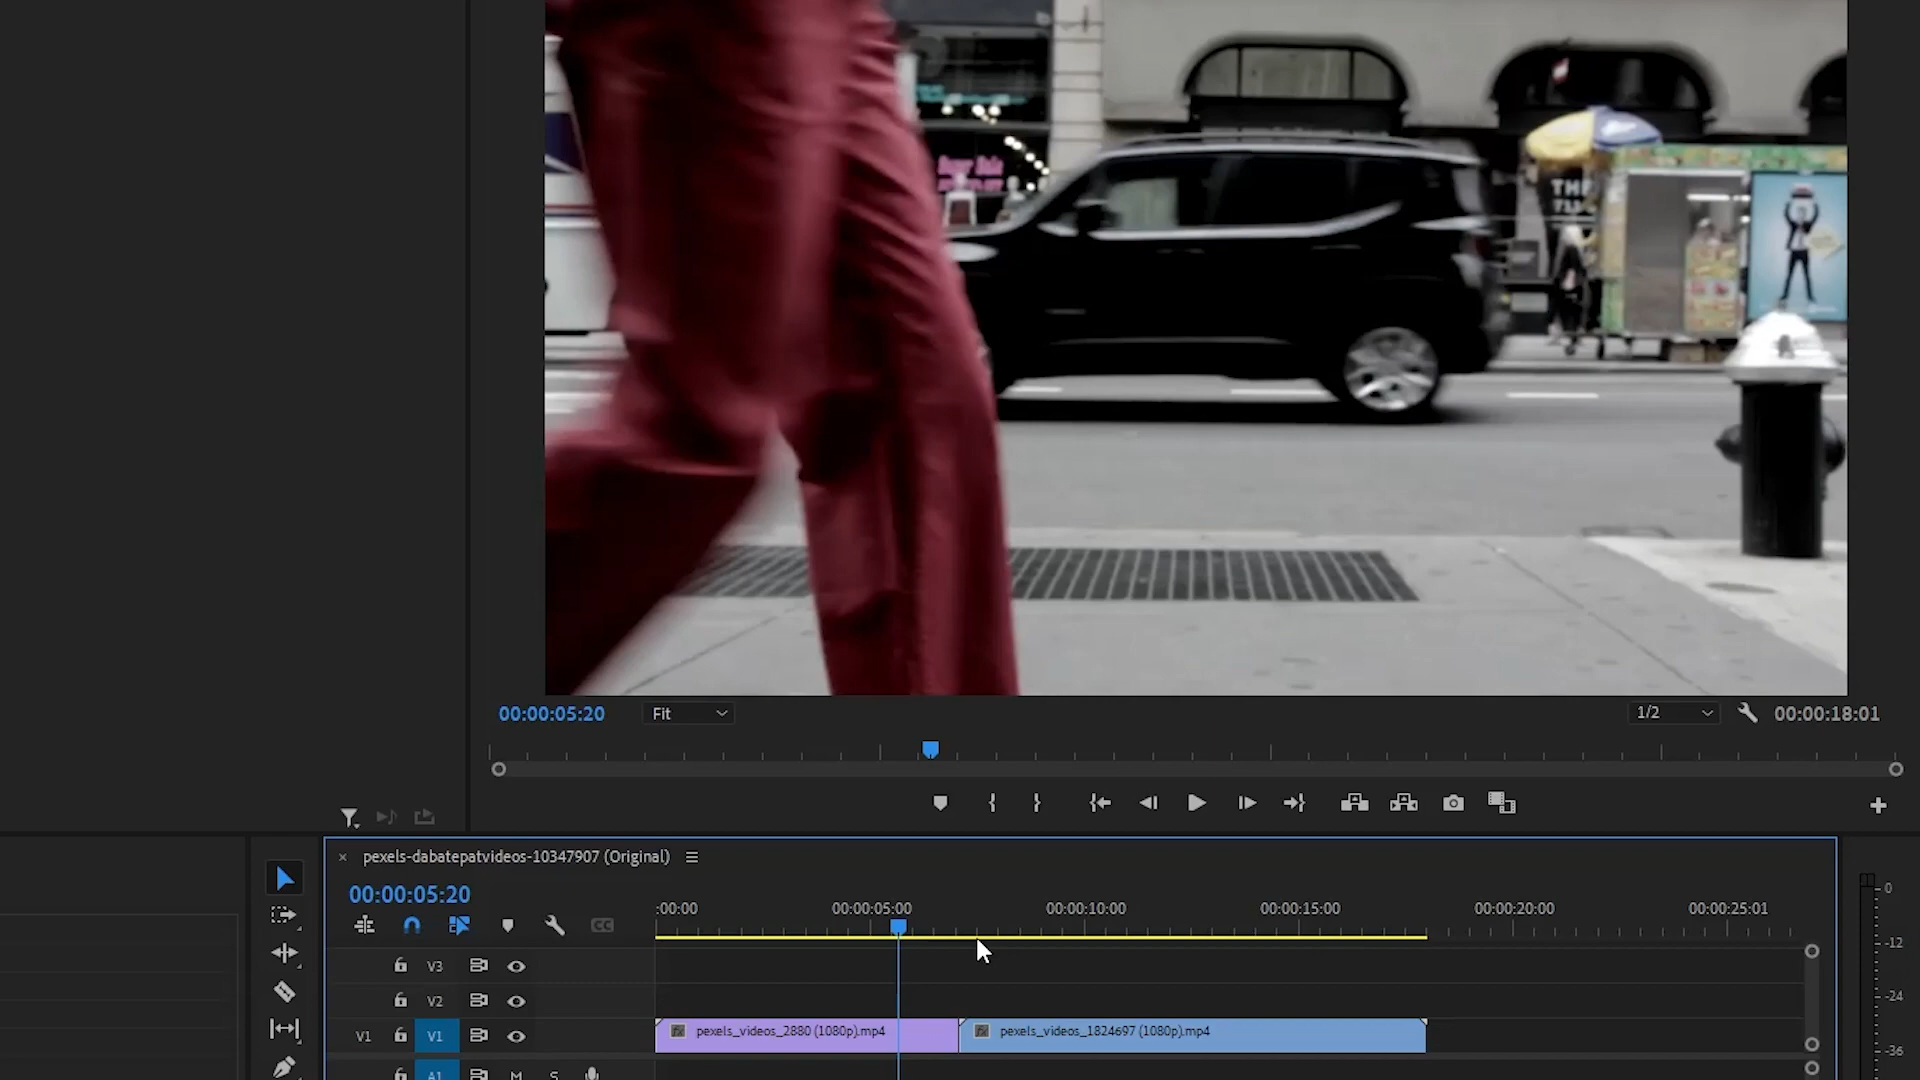 THE
00:00:05:20 Fit 1/2 00:00:18:01
pexels-dabatepatvideos-10347907 (Original)
00:00:05:20
:00:00 00:00:05:00 00:00:10:00 00:00:15:00 00:00:20:00 00:00:25:01
0
-12
V3
V2
-24
V1 V1 pexels_videos_2880 (1080p).mp4 pexels_videos_1824697 (1080p).mp4
-36
A1 M S